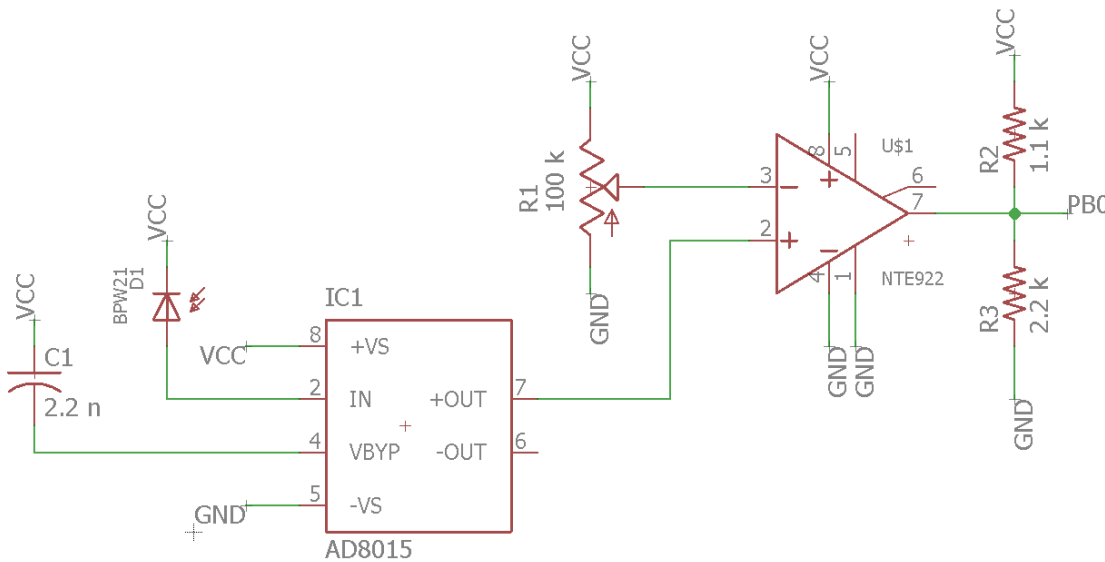 VCC
C1
2.2 n
VCC
BPW21
D1
IC1
VCC
8
+VS
2
IN
4
VBYP
GND
5
-VS
+OUT
7
-OUT
6
AD8015
VCC
R1
100 k
GND
VCC
8
5
U$1
3
-
6
7
2
+
+
-
4
1
NTE922
GND
GND
VCC
R2
1.1 k
PB0
R3
2.2 k
GND